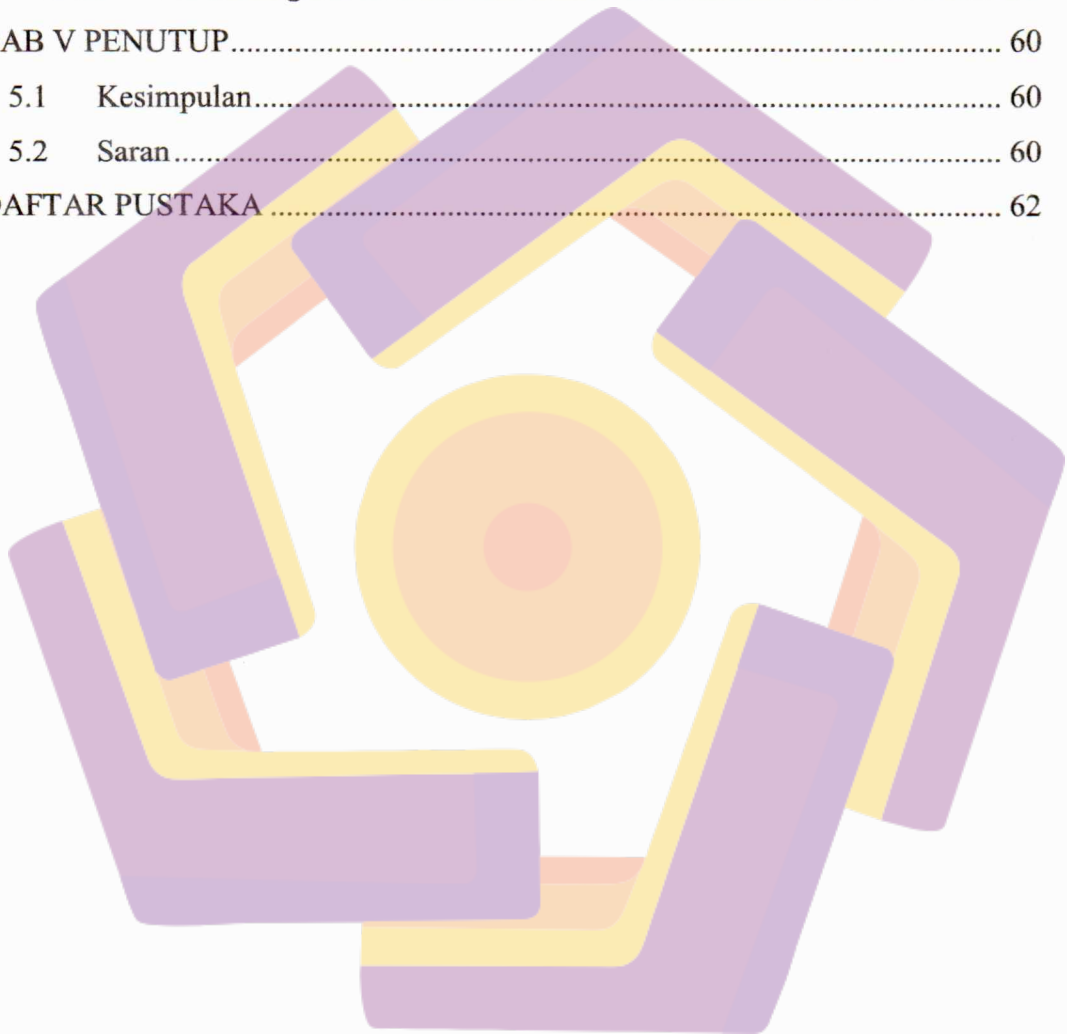 AB V PENUTUP........................................................................................................ 60
5.1 Kesimpulan..................................................................................................... 60
5.2 Saran............................................................................................................... 60
AFTAR PUSTAKA.................................................................................................. 62